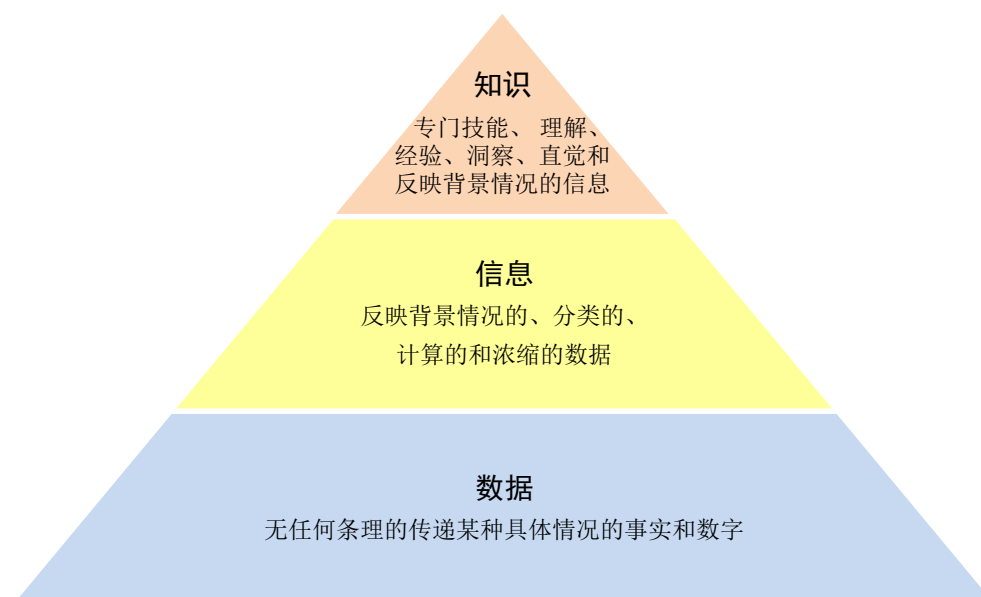 知识
专门技能、 理解、
经验、洞察、直觉和
反映背景情况的信息
信息
反映背景情况的、分类的、
计算的和浓缩的数据
数据
无任何条理的传递某种具体情况的事实和数字